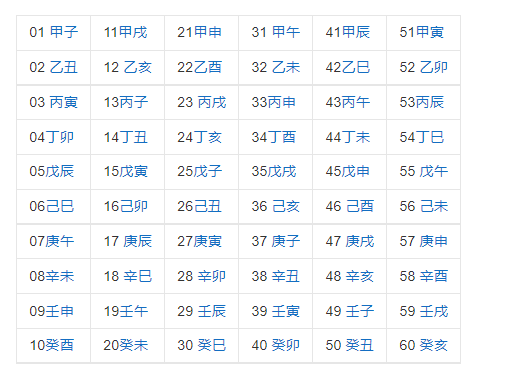 01 甲子 11甲戌 21甲申 31 甲午 41甲辰 51甲寅
02 乙丑 12 乙亥 22乙酉 32 乙未 42乙巳 52 乙卯
03 丙寅 13丙子 23 丙戌 33丙申 43丙午 53丙辰
04丁卯 14丁丑 24丁亥 34丁酉 44丁未 54丁巳
05戊辰 15戊寅 25戊子 35戊戌 45戊申 55 戊午
06己巳 16己卯 26己丑 36 己亥 46 己酉 56 己未
07庚午 17 庚辰 27庚寅 37 庚子 47 庚戌 57 庚申
08辛未 18 辛巳 28 辛卯 38 辛丑 48 辛亥 58 辛酉
09壬申 19壬午 29 壬辰 39 壬寅 49 壬子 59 壬戌
10癸酉 20癸未 30 癸巳 40 癸卯 50 癸丑 60 癸亥